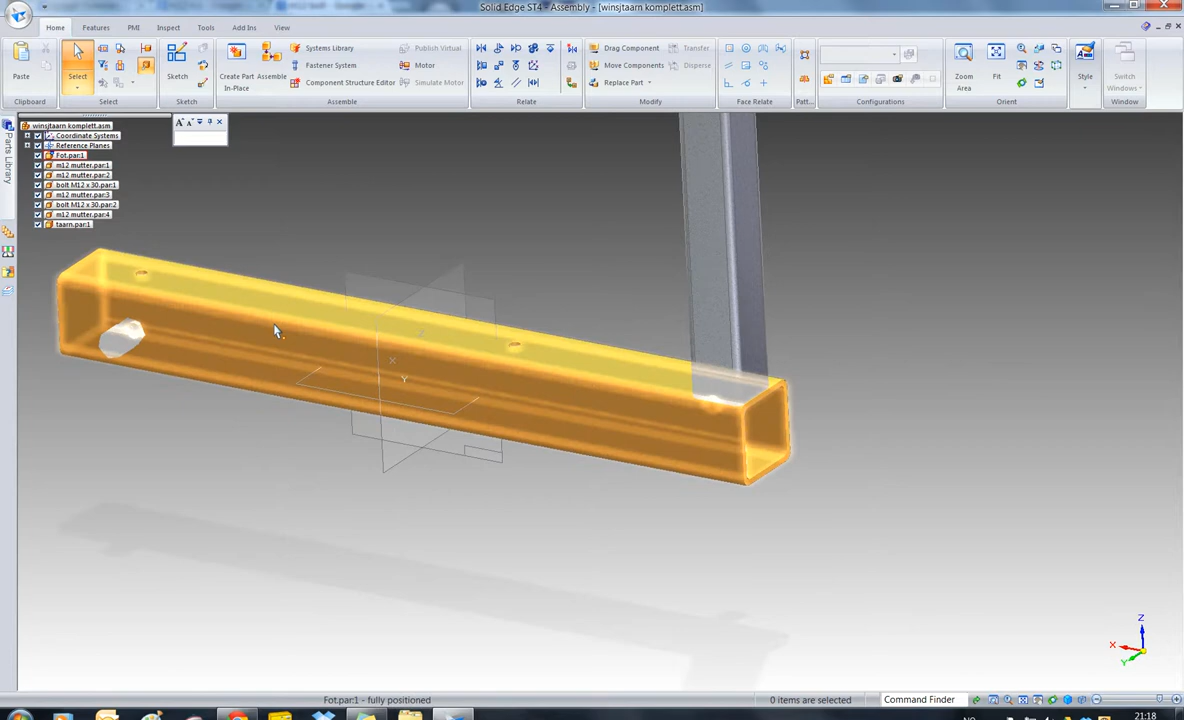 Solid Edge ST4 - Assembly - [winsjtaarn komplett.asm]
Home Features PMI Inspect Tools Add Ins View
Paste
Clipboard
Select
Select
Sketch
Sketch
Create Part In-Place
Assemble
Systems Library
Fastener System
Component Structure Editor
Publish Virtual
Motor
Simulate Motor
Assemble
Relate
Drag Component
Move Components
Replace Part
Transfer
Disperse
Modify
Face Relate
Patt...
Configurations
Zoom Area
Fit
Orient
Style
Switch Windows
Window
Parts Library
winsjtaarn komplett.asm
Coordinate Systems
Reference Planes
Fot.par:1
m12 mutter.par:1
m12 mutter.par:2
bolt M12 x 30.par:1
m12 mutter.par:3
bolt M12 x 30.par:2
m12 mutter.par:4
taarn.par:1
Z
X
Y
Z
X
Y
Fot.par:1 - fully positioned
0 items are selected
Command Finder
NO
21:18